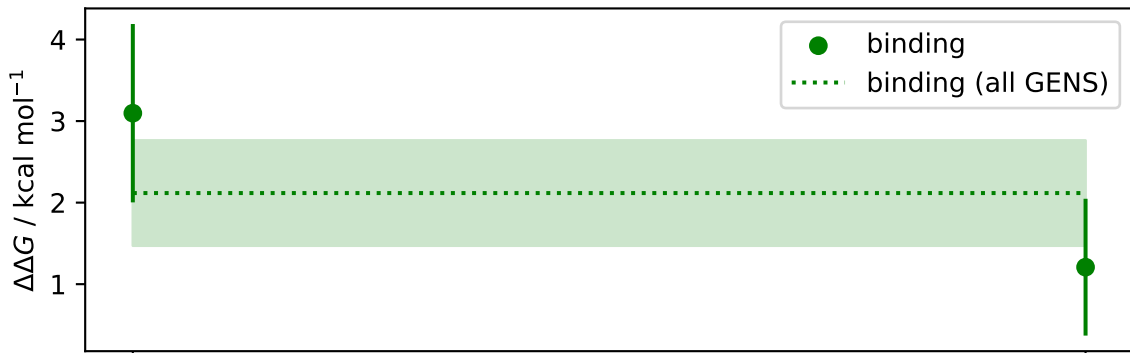 4
3
2
1
ΔΔG / kcal mol⁻¹
binding
binding (all GENS)